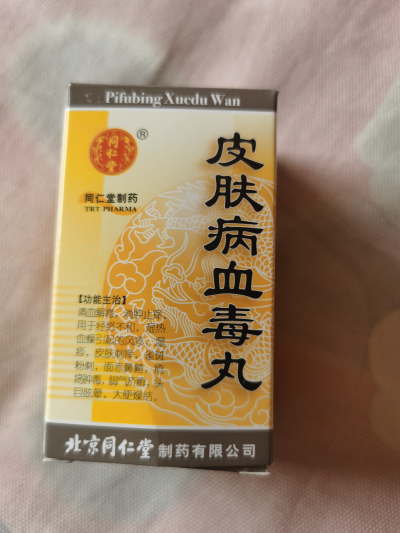 Pifubing Xuedu Wan
同仁堂
®
同仁堂制药
TRT PHARMA
皮肤病血毒丸
【功能主治】
清血解毒，消肿止痒。
用于经络不和，湿热
血燥引起的风疹，湿
疹，皮肤刺痒，雀斑
粉刺，面赤鼻齇，疮
疡肿毒，脚气疥癣，头
目眩晕，大便燥结。
北京同仁堂 制药有限公司